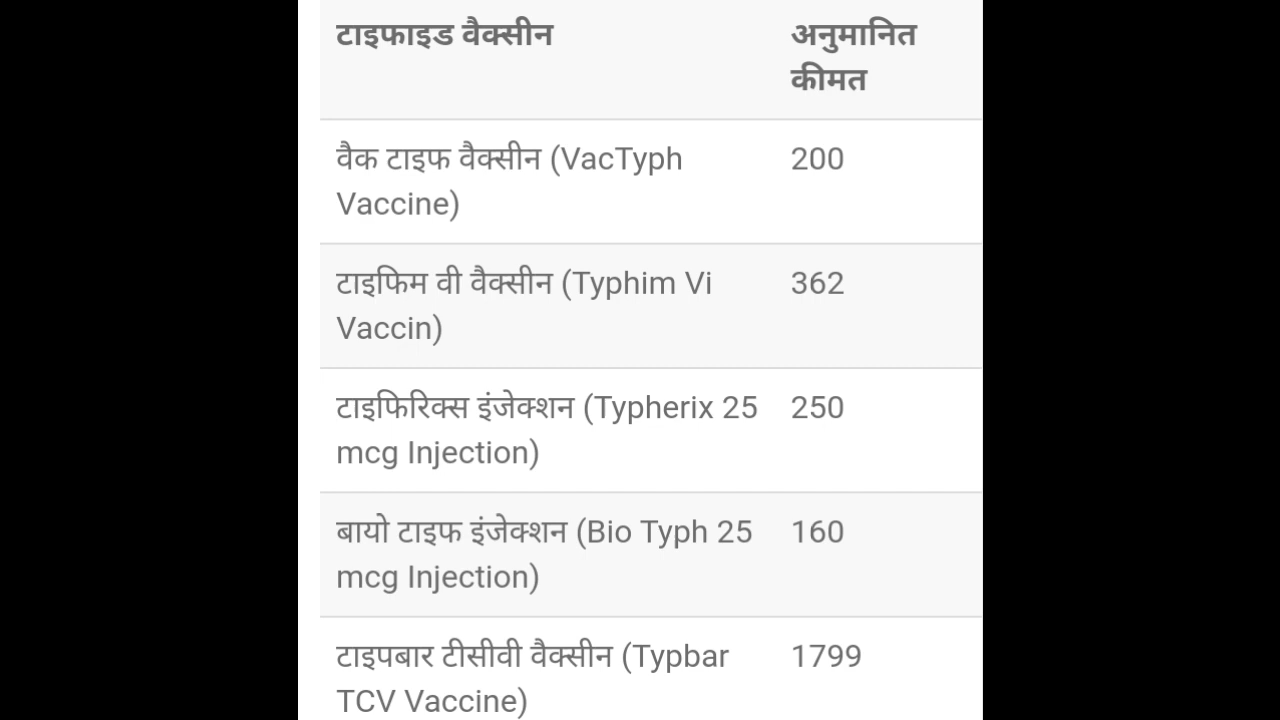 टाइफाइड वैक्सीन
अनुमानित
कीमत
वैक टाइफ वैक्सीन (VacTyph
Vaccine)
200
टाइफिम वी वैक्सीन (Typhim Vi
Vaccin)
362
टाइफिरिक्स इंजेक्शन (Typherix 25
mcg Injection)
250
बायो टाइफ इंजेक्शन (Bio Typh 25
mcg Injection)
160
टाइपबार टीसीवी वैक्सीन (Typbar
TCV Vaccine)
1799